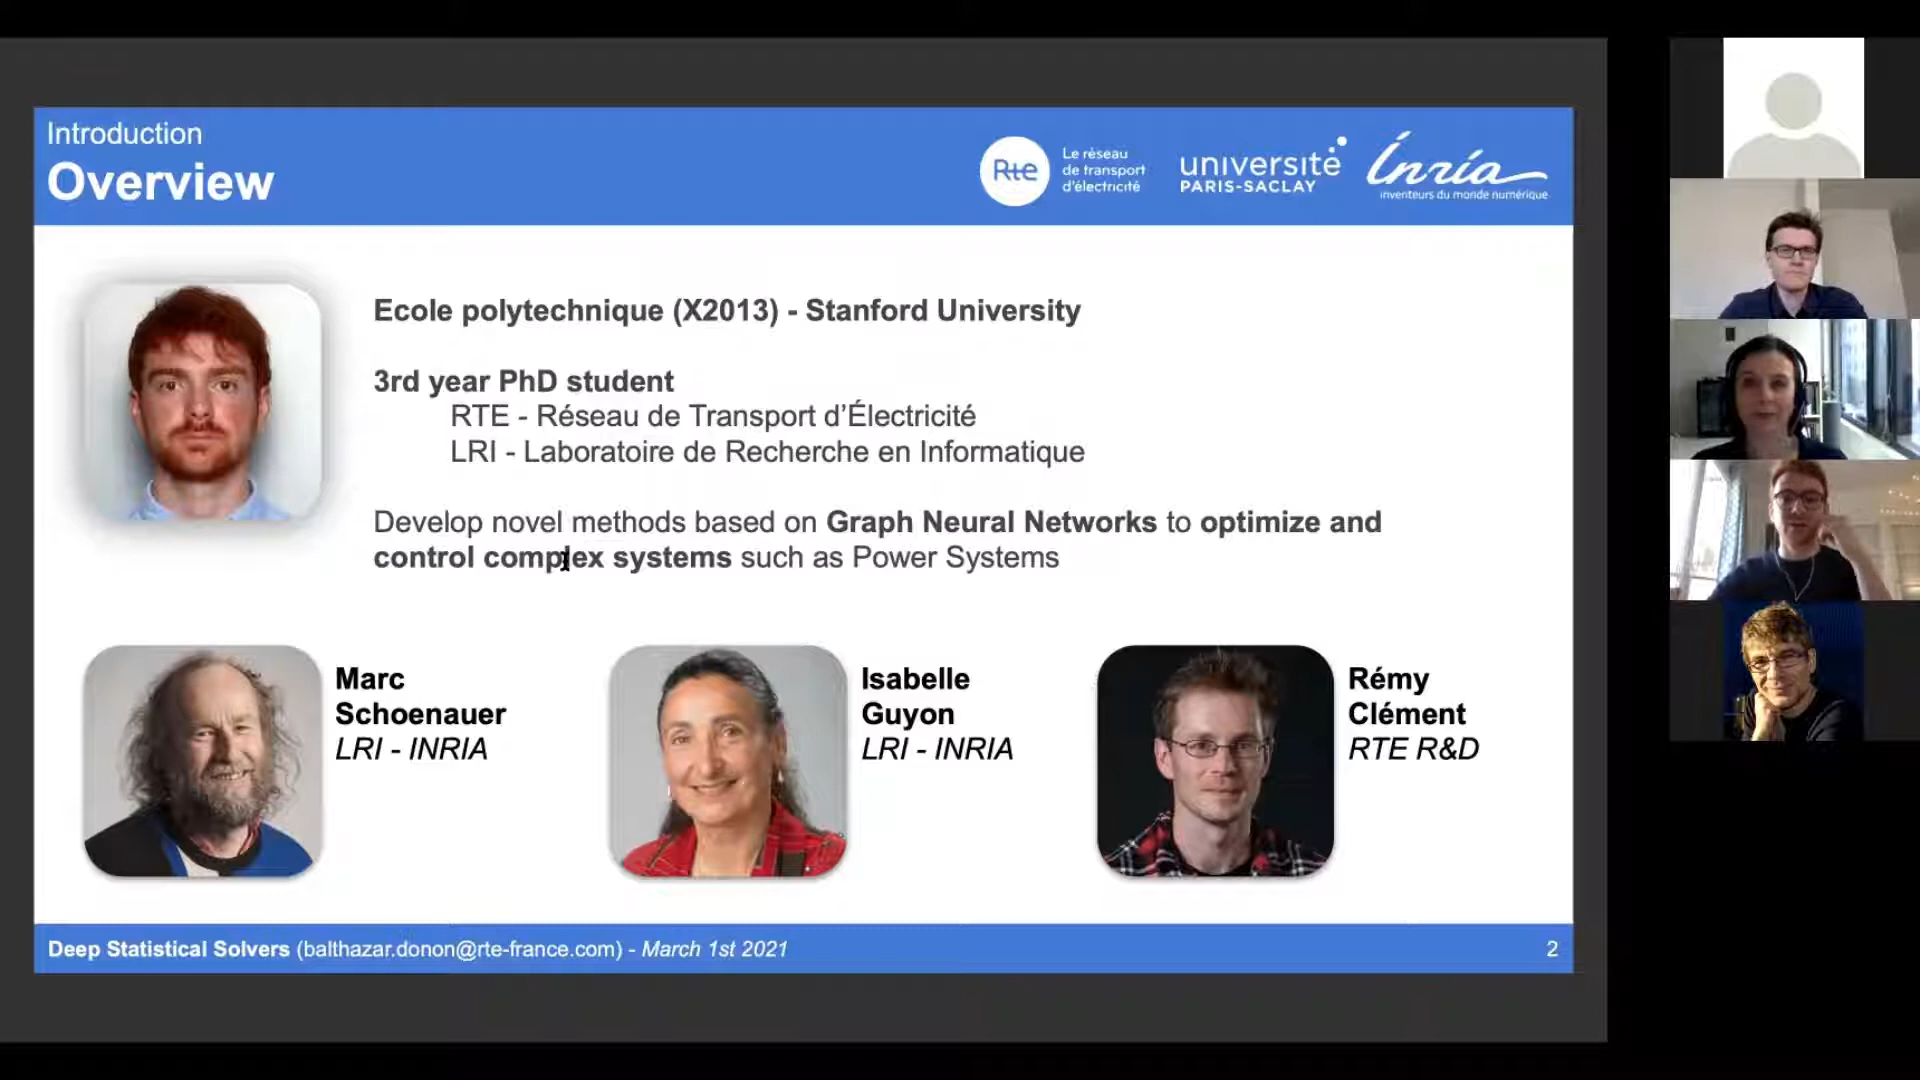 Introduction
Overview
Rte
Le réseau
de transport
d'électricité
université
PARIS-SACLAY
Inría
inventeurs du monde numérique
Ecole polytechnique (X2013) - Stanford University
3rd year PhD student
RTE - Réseau de Transport d'Électricité
LRI - Laboratoire de Recherche en Informatique
Develop novel methods based on Graph Neural Networks to optimize and
control complex systems such as Power Systems
Marc
Schoenauer
LRI - INRIA
Isabelle
Guyon
LRI - INRIA
Rémy
Clément
RTE R&D
Deep Statistical Solvers (balthazar.donon@rte-france.com) - March 1st 2021
2